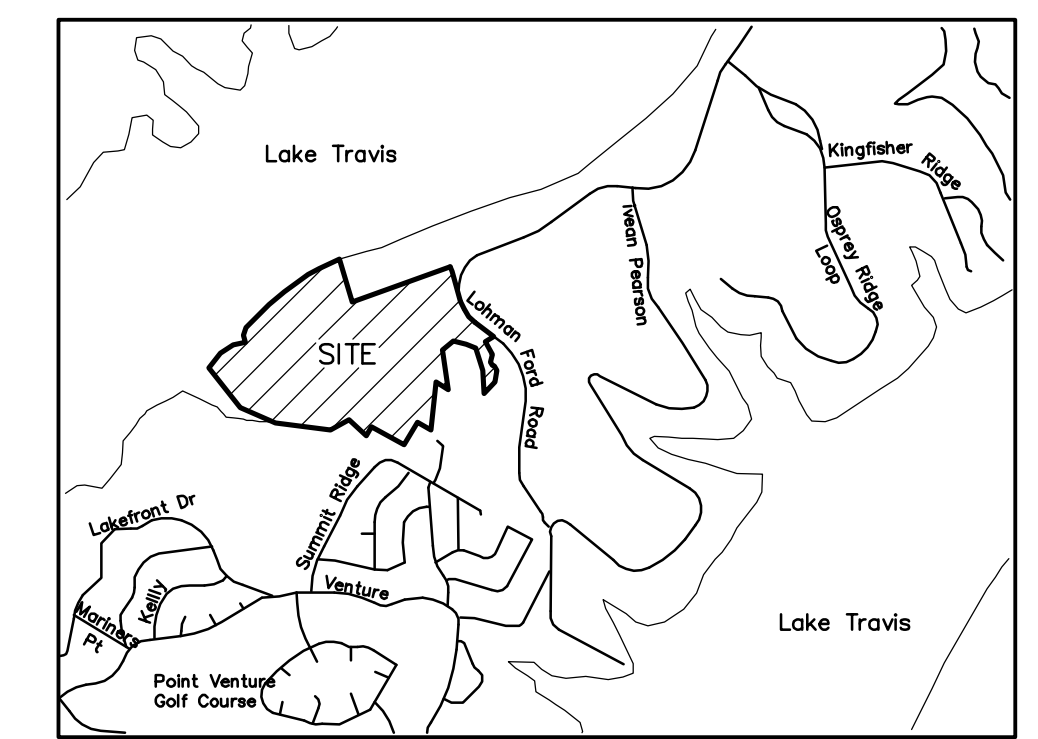 Lake Travis
Kingfisher Ridge
Ivean Pearson
Osprey Ridge
Loop
Lohman Ford Road
SITE
Summit Ridge
Lakefront Dr
Kellly
Venture
Mariners
Pt
Lake Travis
Point Venture
Golf Course